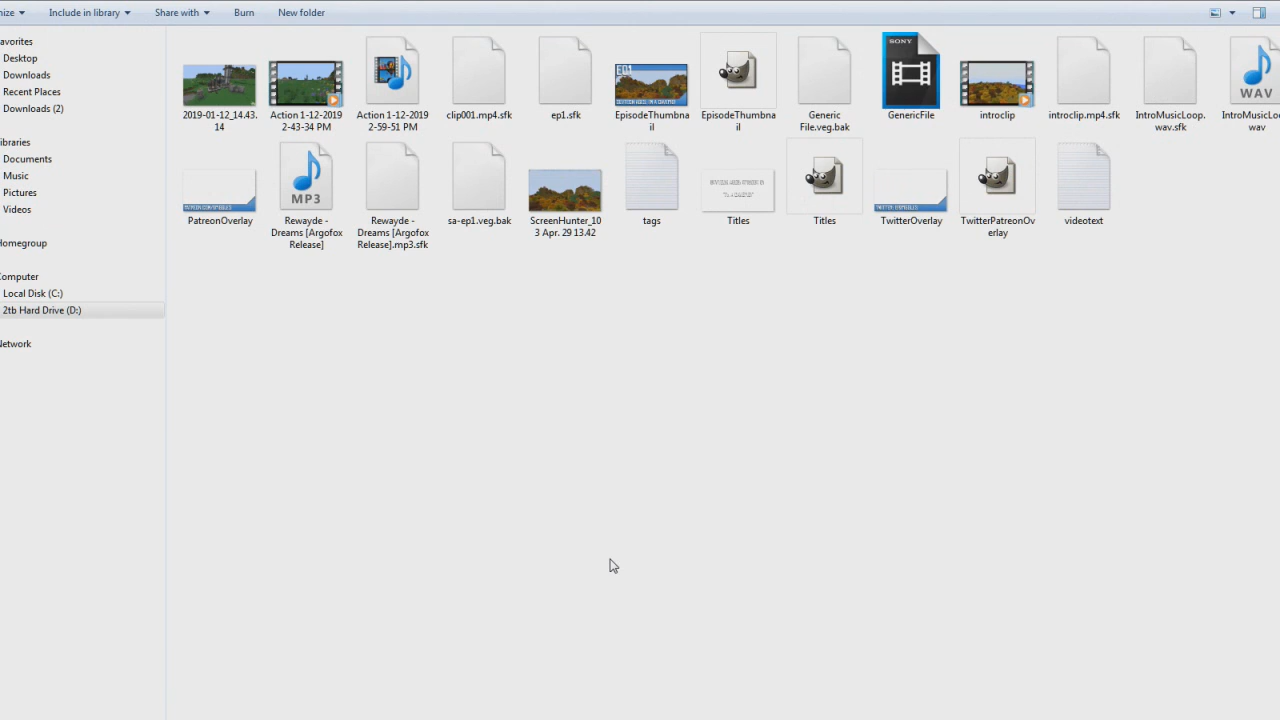 nize
Include in library
Share with
Burn
New folder
avorites
Desktop
Downloads
Recent Places
Downloads (2)
ibraries
Documents
Music
Pictures
Videos
Homegroup
Computer
Local Disk (C:)
2tb Hard Drive (D:)
Network
2019-01-12_14.43.
14
Action 1-12-2019
2-43-34 PM
Action 1-12-2019
2-59-51 PM
clip001.mp4.sfk
ep1.sfk
E01
EpisodeThumbna
il
EpisodeThumbna
il
Generic
File.veg.bak
SONY
GenericFile
introclip
introclip.mp4.sfk
IntroMusicLoop.
wav.sfk
WAV
IntroMusicLo
wav
PatreonOverlay
MP3
Rewayde -
Dreams [Argofox
Release]
Rewayde -
Dreams [Argofox
Release].mp3.sfk
sa-ep1.veg.bak
ScreenHunter_10
3 Apr. 29 13.42
tags
Titles
Titles
TwitterOverlay
TwitterPatreonOv
erlay
videotext